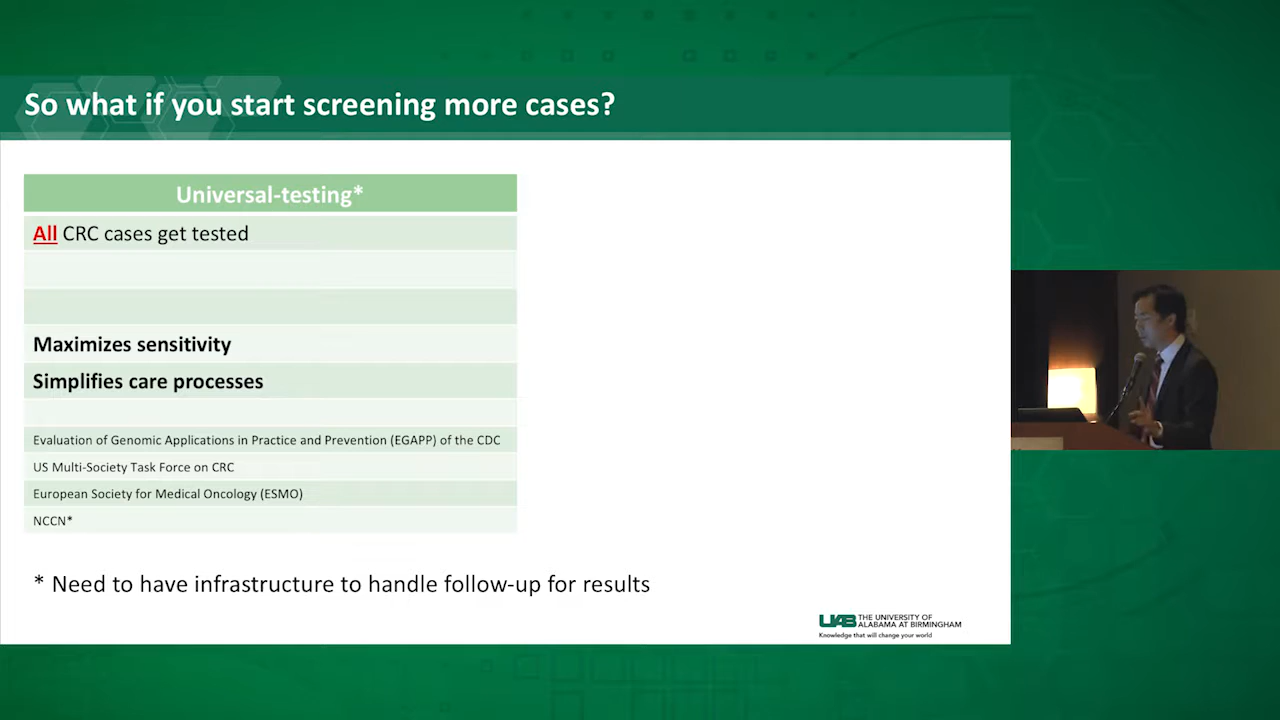 So what if you start screening more cases?
Universal-testing*
All CRC cases get tested
Maximizes sensitivity
Simplifies care processes
Evaluation of Genomic Applications in Practice and Prevention (EGAPP) of the CDC
US Multi-Society Task Force on CRC
European Society for Medical Oncology (ESMO)
NCCN*
* Need to have infrastructure to handle follow-up for results
UAB THE UNIVERSITY OF
ALABAMA AT BIRMINGHAM
Knowledge that will change your world